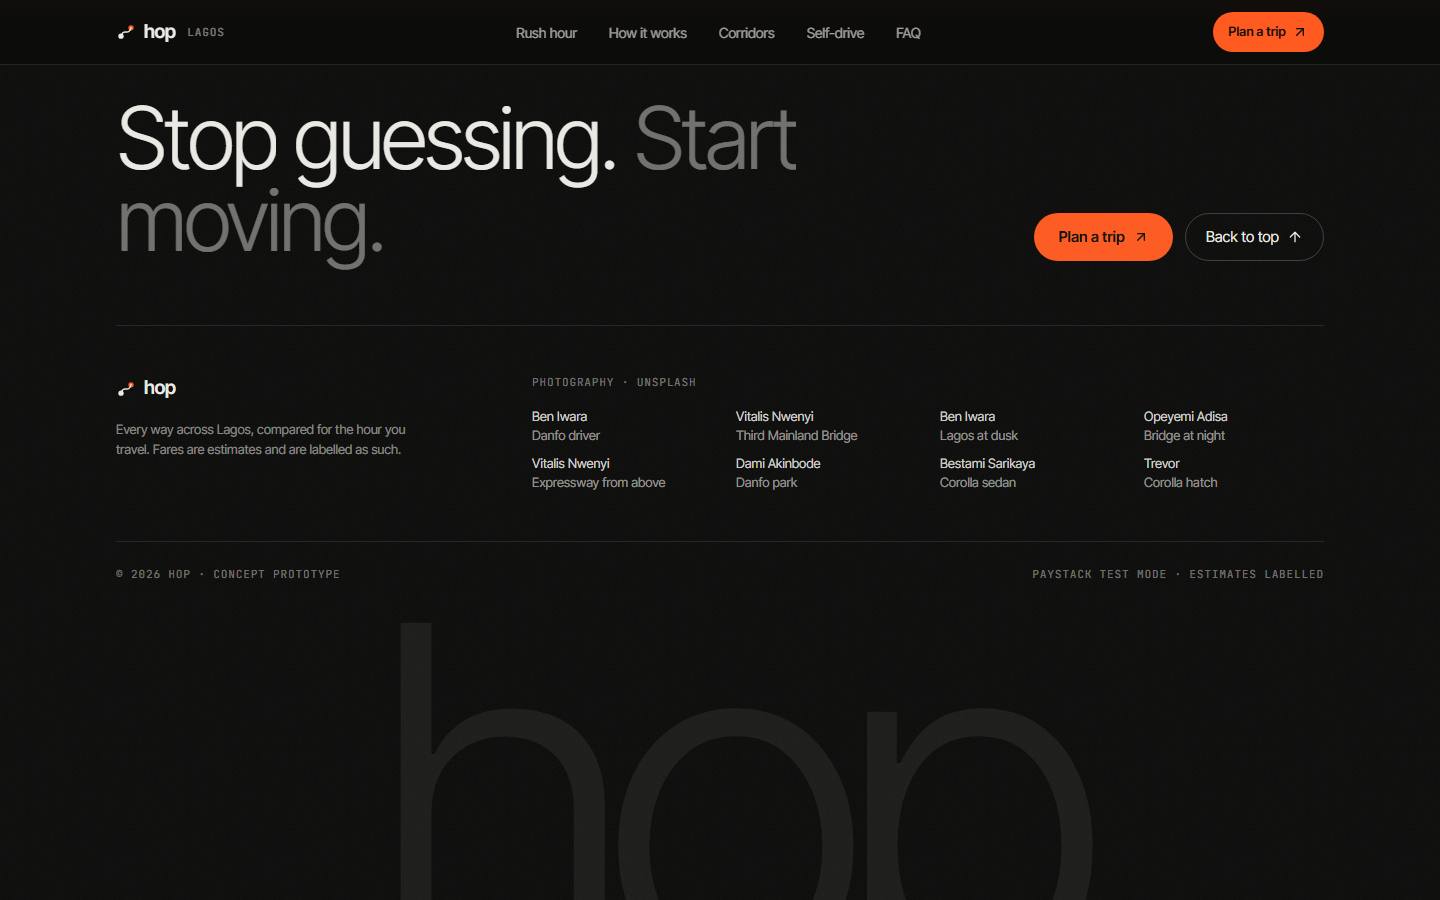 hop LAGOS Rush hour How it works Corridors Self-drive FAQ Plan a trip
Stop guessing. Start
moving.
Plan a trip Back to top
hop
Every way across Lagos, compared for the hour you
travel. Fares are estimates and are labelled as such.
PHOTOGRAPHY · UNSPLASH
Ben Iwara Vitalis Nwenyi Ben Iwara Opeyemi Adisa
Danfo driver Third Mainland Bridge Lagos at dusk Bridge at night
Vitalis Nwenyi Dami Akinbode Bestami Sarikaya Trevor
Expressway from above Danfo park Corolla sedan Corolla hatch
© 2026 HOP · CONCEPT PROTOTYPE PAYSTACK TEST MODE · ESTIMATES LABELLED
hop